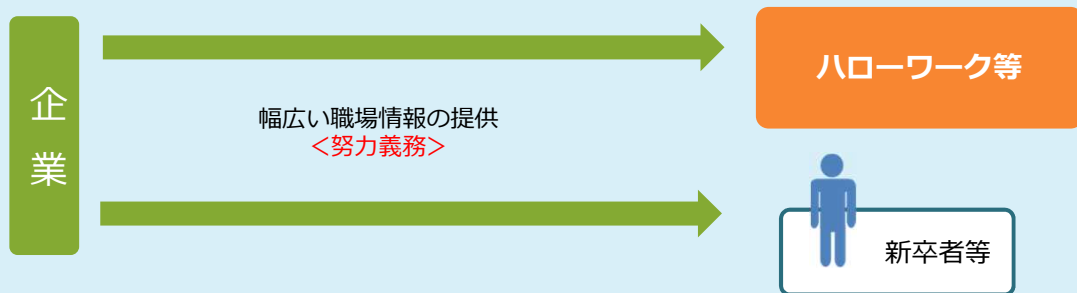 企業
幅広い職場情報の提供
＜努力義務＞
ハローワーク等
新卒者等